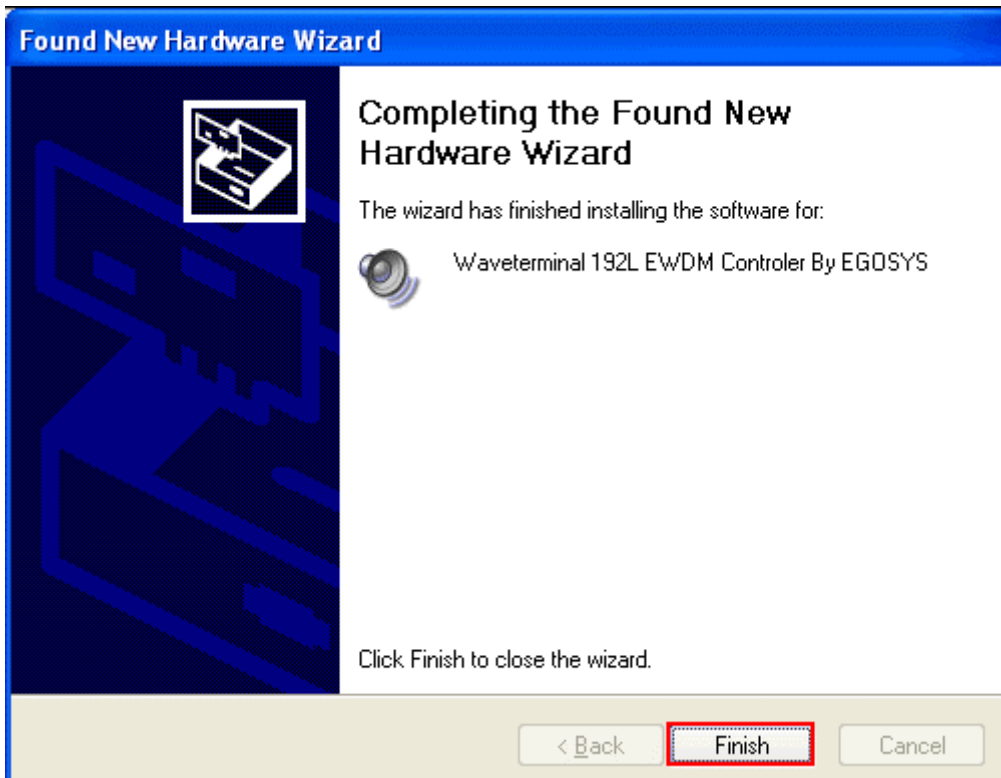 Found New Hardware Wizard
Completing the Found New
Hardware Wizard
The wizard has finished installing the software for:
Waveterminal 192L EWDM Controler By EGOSYS
Click Finish to close the wizard.
< Back Finish Cancel